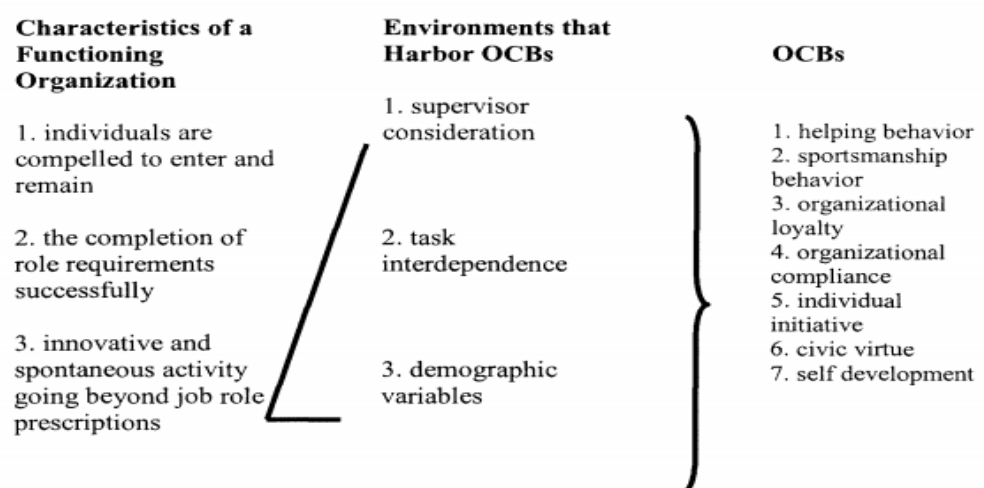 Characteristics of a
Functioning
Organization
1. individuals are
compelled to enter and
remain
2. the completion of
role requirements
successfully
3. innovative and
spontaneous activity
going beyond job role
prescriptions
Environments that
Harbor OCBs
1. supervisor
consideration
2. task
interdependence
3. demographic
variables
OCBs
1. helping behavior
2. sportsmanship
behavior
3. organizational
loyalty
4. organizational
compliance
5. individual
initiative
6. civic virtue
7. self development